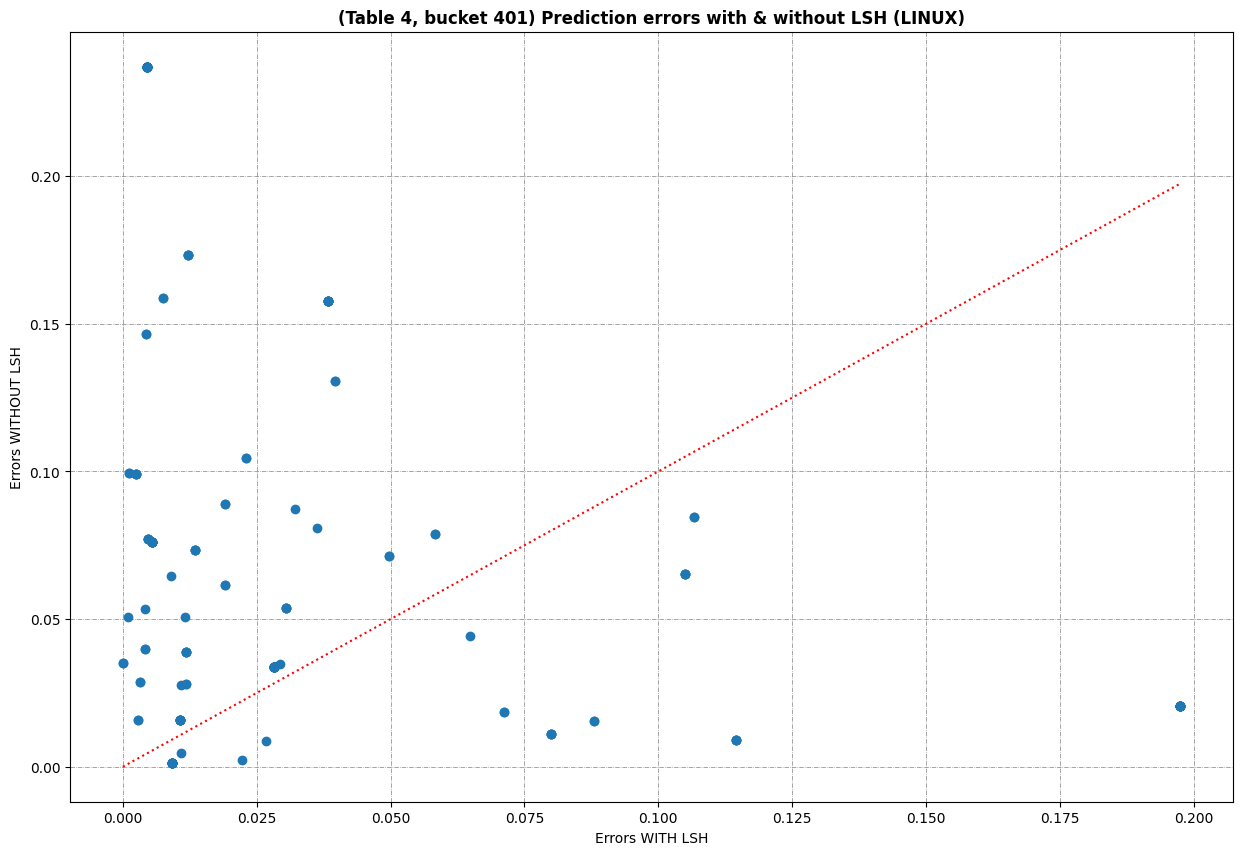 (Table 4, bucket 401) Prediction errors with & without LSH (LINUX)
Errors WITHOUT LSH
0.20
0.15
0.10
0.05
0.00
0.000 0.025 0.050 0.075 0.100 0.125 0.150 0.175 0.200
Errors WITH LSH